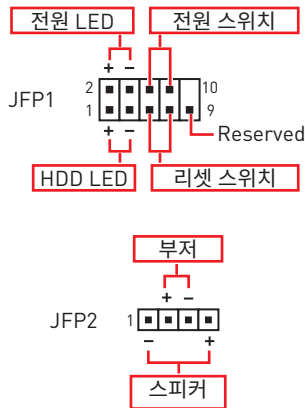 전원 LED 전원 스위치
+ − 
2 10
JFP1
1 9
+ − Reserved
HDD LED 리셋 스위치
부저
+ −
JFP2 1
− +
스피커